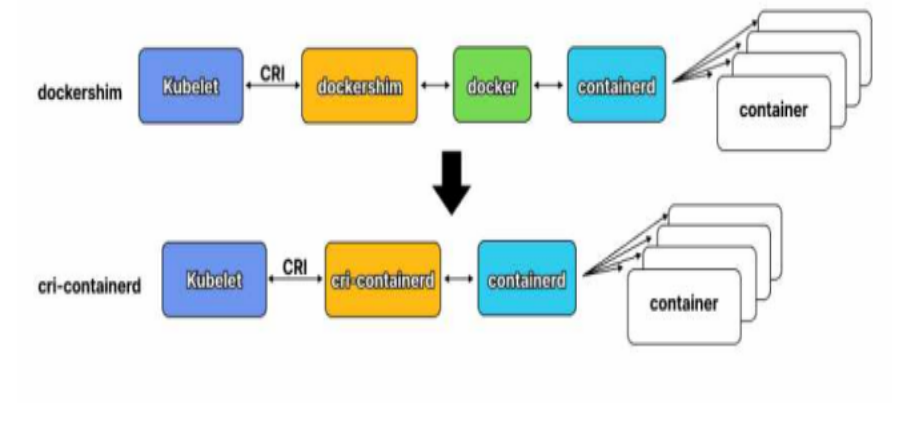 CRI
dockershim Kubelet dockershim docker containerd
container
CRI
cri-containerd Kubelet cri-containerd containerd
container